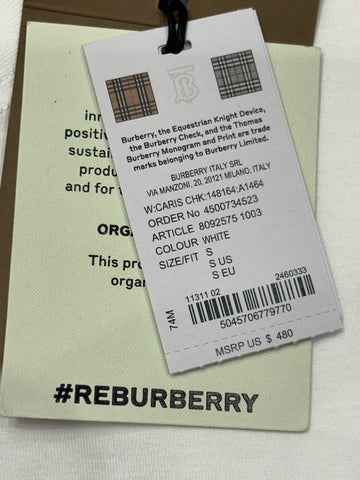 Burberry, the Equestrian Knight Device,
the Burberry Check, and the Thomas
Burberry Monogram and Print are trade
marks belonging to Burberry Limited.
BURBERRY ITALY SRL
VIA MANZONI, 20, 20121 MILANO, ITALY
W:CARIS CHK:148164:A1464
ORDER No 4500734523
ARTICLE 8092575 1003
COLOUR WHITE
SIZE/FIT S
S US
S EU
74M
11311 02 2460333
5045706779770
MSRP US $ 480
inn
positiv
sustai
produ
and for
ORGA
This pro
organ
#REBURBERRY